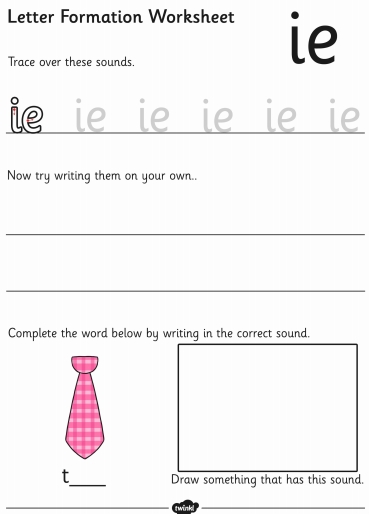 Letter Formation Worksheet
ie
Trace over these sounds.
ie ie ie ie ie ie
Now try writing them on your own..
Complete the word below by writing in the correct sound.
t____
Draw something that has this sound.
twinkl